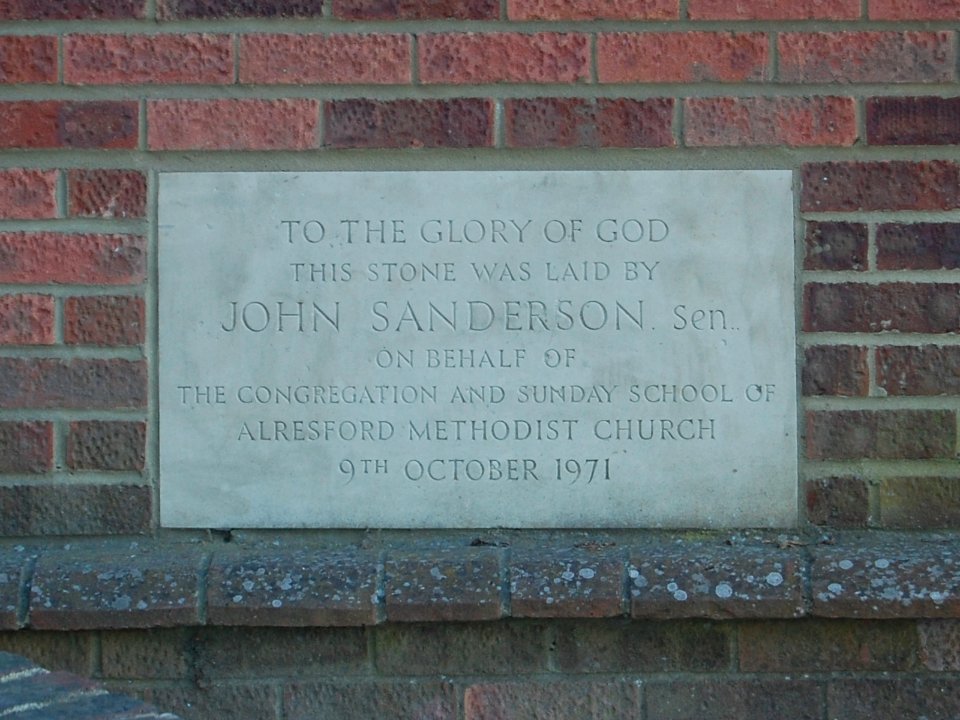 TO THE GLORY OF GOD
THIS STONE WAS LAID BY
JOHN SANDERSON. Sen..
ON BEHALF OF
THE CONGREGATION AND SUNDAY SCHOOL OF
ALRESFORD METHODIST CHURCH
9TH OCTOBER 1971